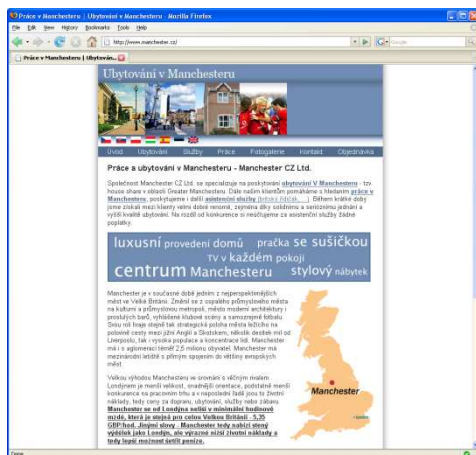 Práce v Manchesteru | Ubytování v Manchesteru - Mozilla Firefox
File Edit View History Bookmarks Tools Help
http://www.manchester.cz/
Google
Práce v Manchesteru | Ubytován...
Ubytování v Manchesteru
Úvod Ubytování Služby Práce Fotogalerie Kontakt Objednávka
Práce a ubytování v Manchesteru - Manchester CZ Ltd.
Společnost Manchester CZ Ltd. se specializuje na poskytování ubytování V Manchesteru - tzv.
house share v oblasti Greater Manchesteru. Dále našim klientům pomáháme s hledáním práce v
Manchesteru, poskytujeme i další asistenční služby (britský řidičák, ...). Během krátké doby
jsme získali mezi klienty velmi dobré renomé, zejména díky solidnímu a serióznímu jednání a
vyšší kvalitě ubytování. Na rozdíl od konkurence si neúčtujeme za asistenční služby žádné
poplatky.
luxusní provedení domů pračka se sušičkou
TV v každém pokoji
centrum Manchesteru stylový nábytek
Manchester je v současné době jedním z nejperspektivnějších
měst ve Velké Británii. Změnil se z ospalého průmyslového města
na kulturní a průmyslovou metropoli, město moderní architektury i
proslulých barů, vyhlášené klubové scény a samozrejmě fotbalu.
Svou roli hraje stejně tak strategická poloha města ležícího na
polovině cesty mezi jižní Anglií a Skotskem, několik desítek mil od
Liverpoolu, tak i vysoká populace a koncentrace lidí. Manchester
má i s aglomerací téměř 2,5 milionu obyvatel. Manchester má
mezinárodní letiště s přímým spojením do většiny evropských
měst.
Velkou výhodou Manchesteru ve srovnání s věčným rivalem
Londýnem je menší velikost, snadnější orientace, podstatně menší
konkurence na pracovním trhu a v neposlední řadě jsou to životní
náklady, tedy ceny za dopravu, ubytování, služby nebo zábavu.
Manchester se od Londýna neliší v minimální hodinové
mzdě, která je stejná pro celou Velkou Británii - 5,35
GBP/hod. Jinými slovy - Manchester tedy nabízí stejný
výdělek jako Londýn, ale výrazně nižší životní náklady a
tedy lepší možnost šetřit peníze.
Manchester
London
Done